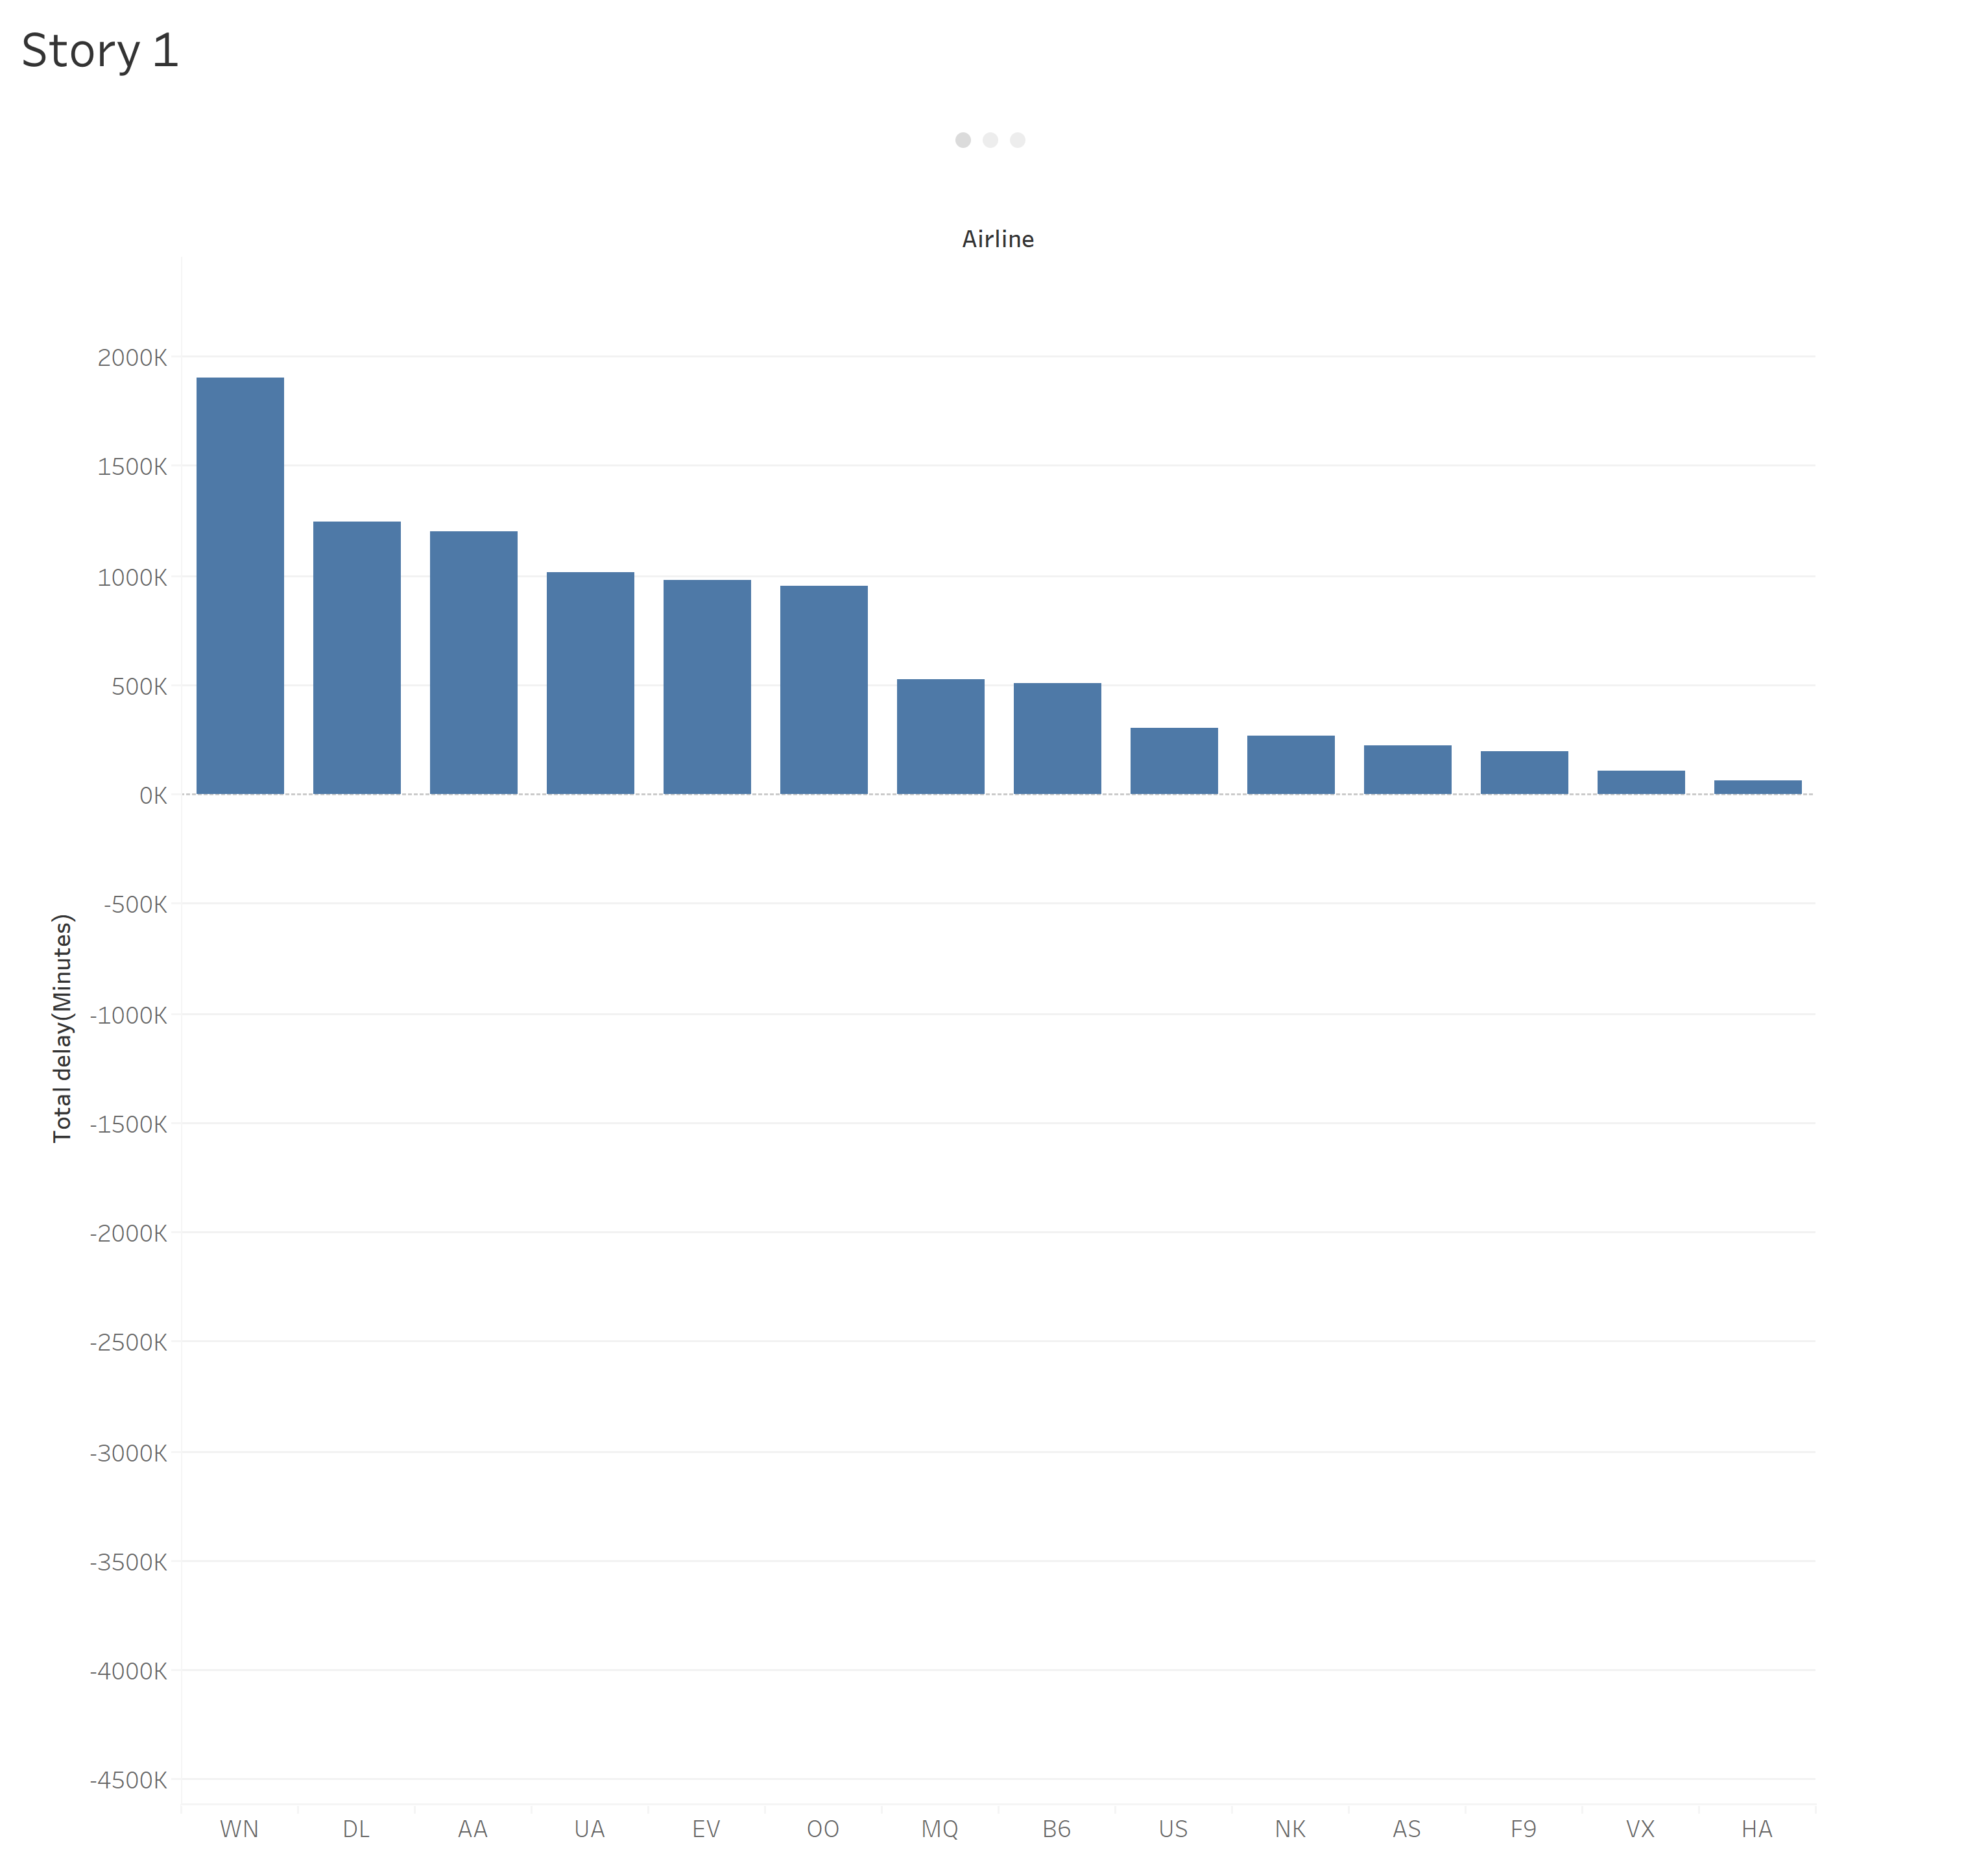 Story 1
Airline
2000K
1500K
1000K
500K
0K
-500K
-1000K
-1500K
-2000K
-2500K
-3000K
-3500K
-4000K
-4500K
Total delay(Minutes)
WN DL AA UA EV OO MQ B6 US NK AS F9 VX HA